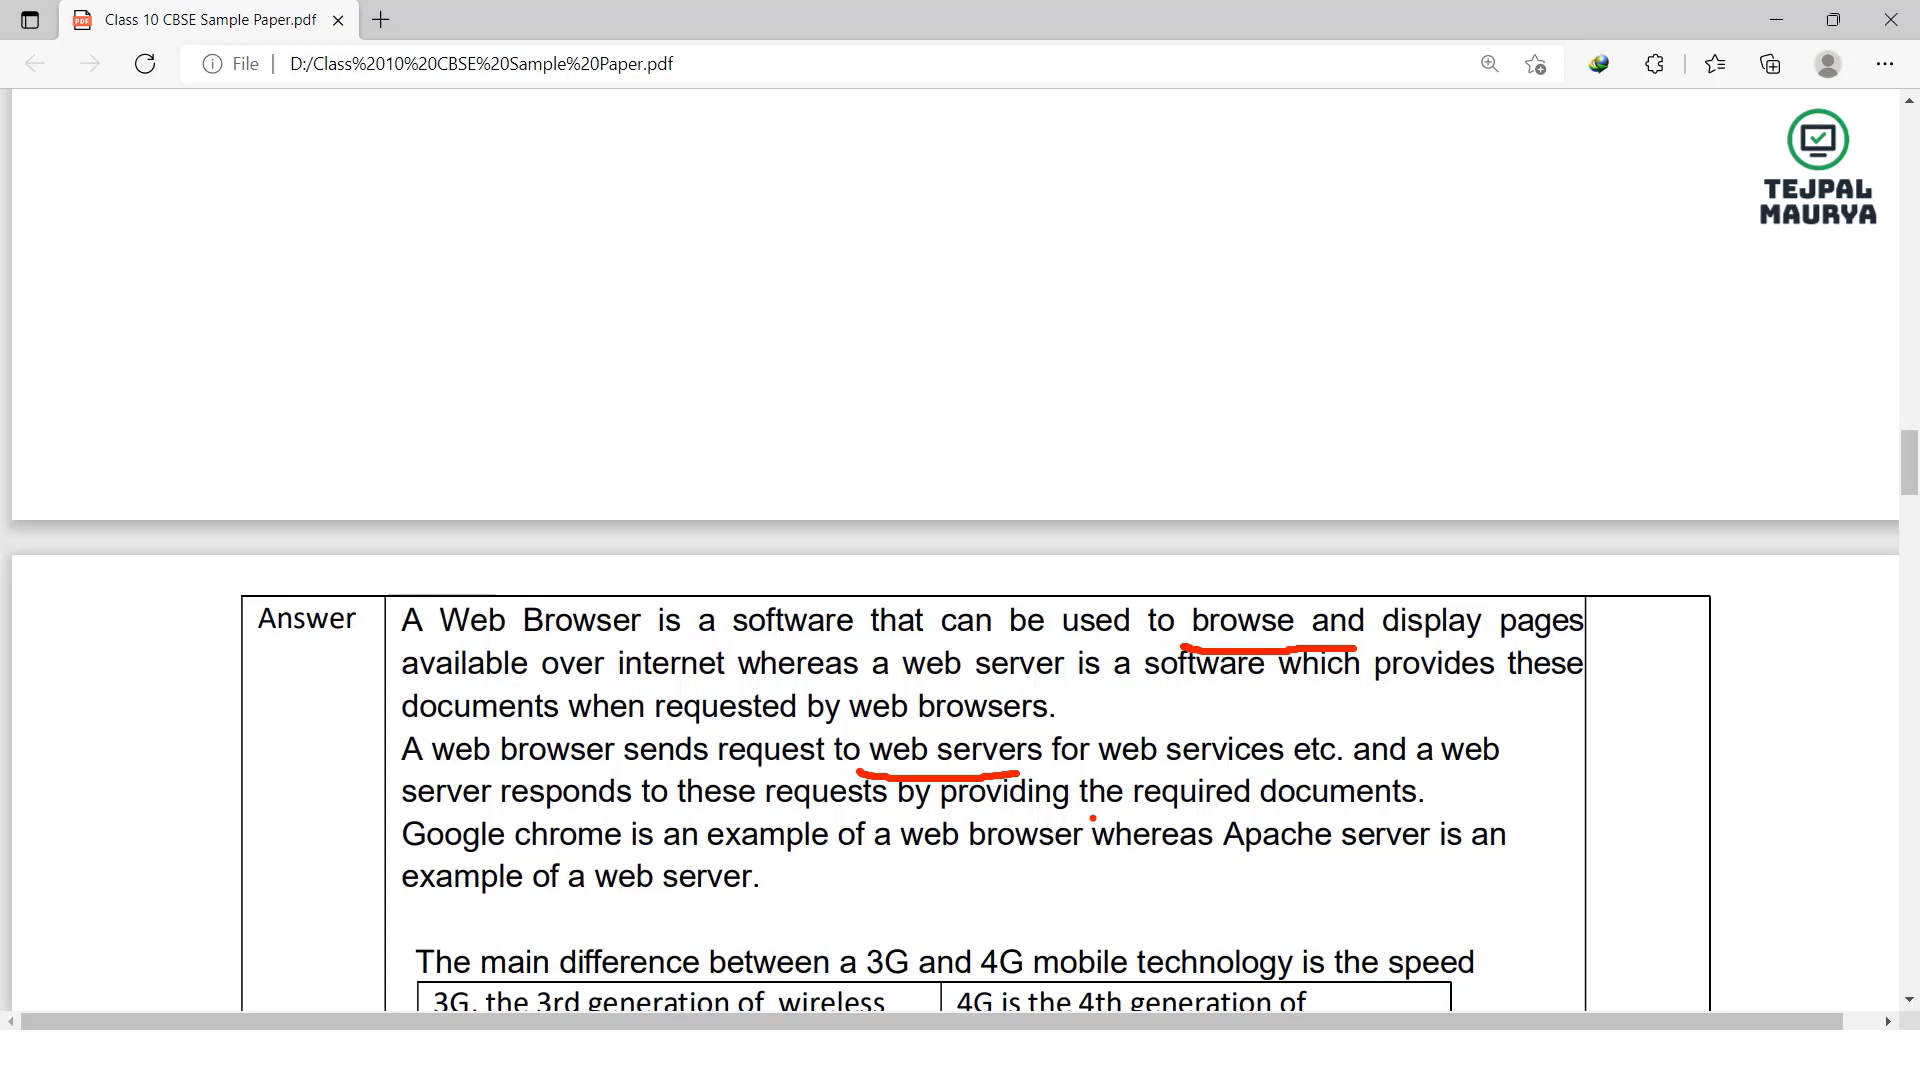 Class 10 CBSE Sample Paper.pdf
File
D:/Class%2010%20CBSE%20Sample%20Paper.pdf
TEJPAL
MAURYA
Answer
A Web Browser is a software that can be used to browse and display pages
available over internet whereas a web server is a software which provides these
documents when requested by web browsers.
A web browser sends request to web servers for web services etc. and a web
server responds to these requests by providing the required documents.
Google chrome is an example of a web browser whereas Apache server is an
example of a web server.
The main difference between a 3G and 4G mobile technology is the speed
3G, the 3rd generation of wireless
4G is the 4th generation of